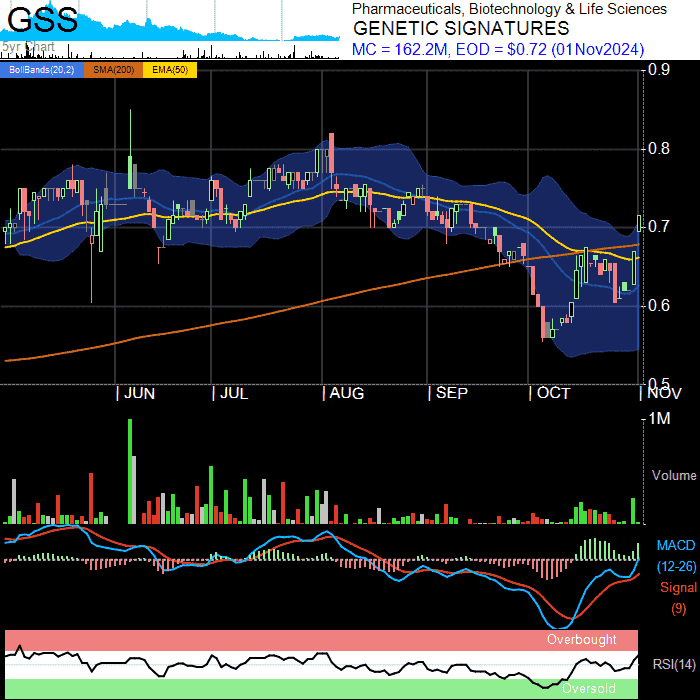 GSS
5yr Chart
Pharmaceuticals, Biotechnology & Life Sciences
GENETIC SIGNATURES
MC = 162.2M, EOD = $0.72 (01Nov2024)
BollBands(20,2) SMA(200) EMA(50)
0.9
0.8
0.7
0.6
0.5
JUN JUL AUG SEP OCT NOV
1M
Volume
MACD
(12-26)
Signal
(9)
Overbought
RSI(14)
Oversold